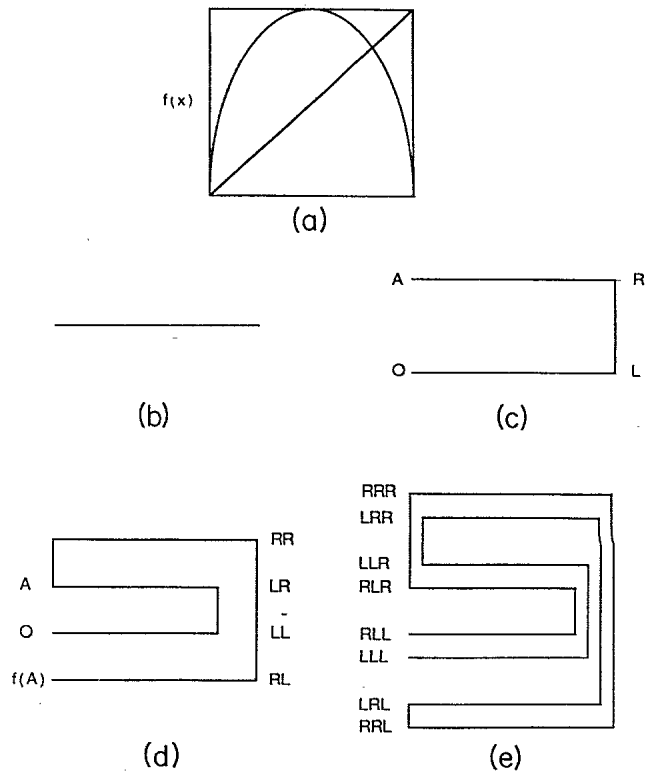 f(x)
(a)
A R
O L
(b)
(c)
RR
A LR
O LL
f(A) RL
(d)
RRR
LRR
LLR
RLR
RLL
LLL
LRL
RRL
(e)